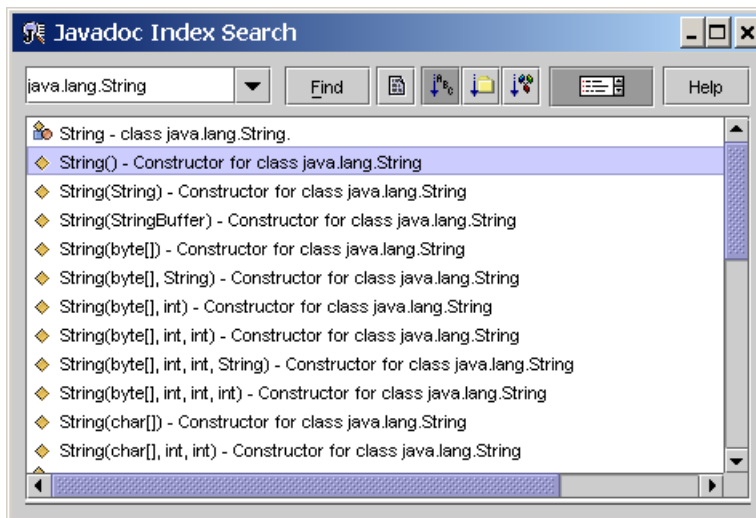 Javadoc Index Search
java.lang.String Find ABC Help
String - class java.lang.String.
String() - Constructor for class java.lang.String
String(String) - Constructor for class java.lang.String
String(StringBuffer) - Constructor for class java.lang.String
String(byte[]) - Constructor for class java.lang.String
String(byte[], String) - Constructor for class java.lang.String
String(byte[], int) - Constructor for class java.lang.String
String(byte[], int, int) - Constructor for class java.lang.String
String(byte[], int, int, String) - Constructor for class java.lang.String
String(byte[], int, int, int) - Constructor for class java.lang.String
String(char[]) - Constructor for class java.lang.String
String(char[], int, int) - Constructor for class java.lang.String